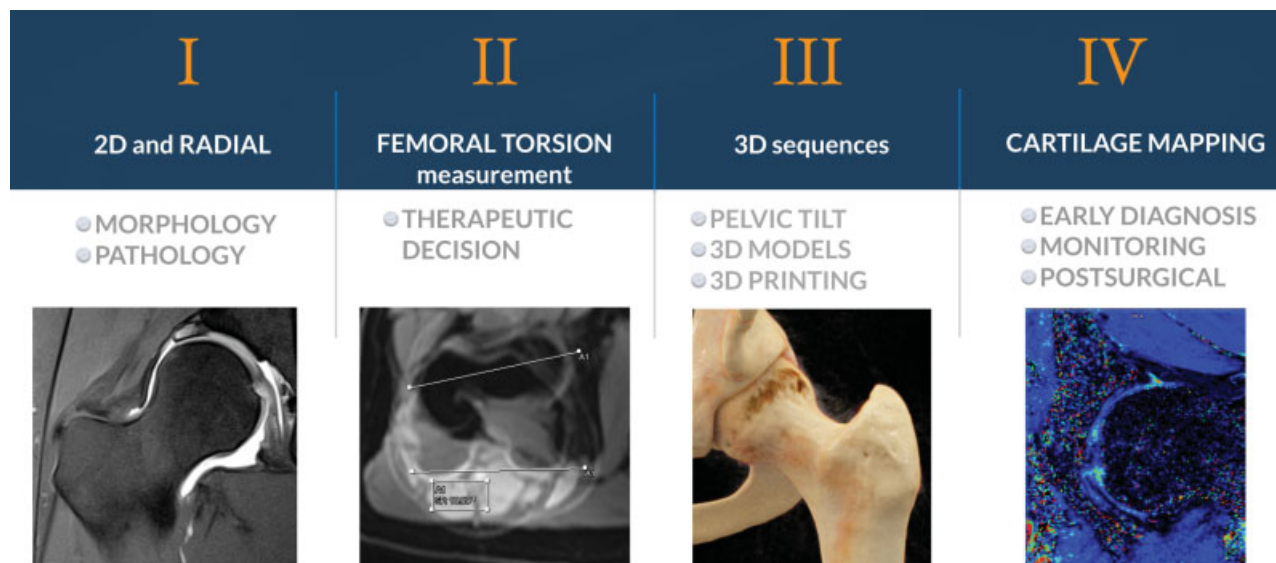 I
II
III
IV
2D and RADIAL
FEMORAL TORSION
measurement
3D sequences
CARTILAGE MAPPING
MORPHOLOGY
PATHOLOGY
THERAPEUTIC
DECISION
PELVIC TILT
3D MODELS
3D PRINTING
EARLY DIAGNOSIS
MONITORING
POSTSURGICAL
A1